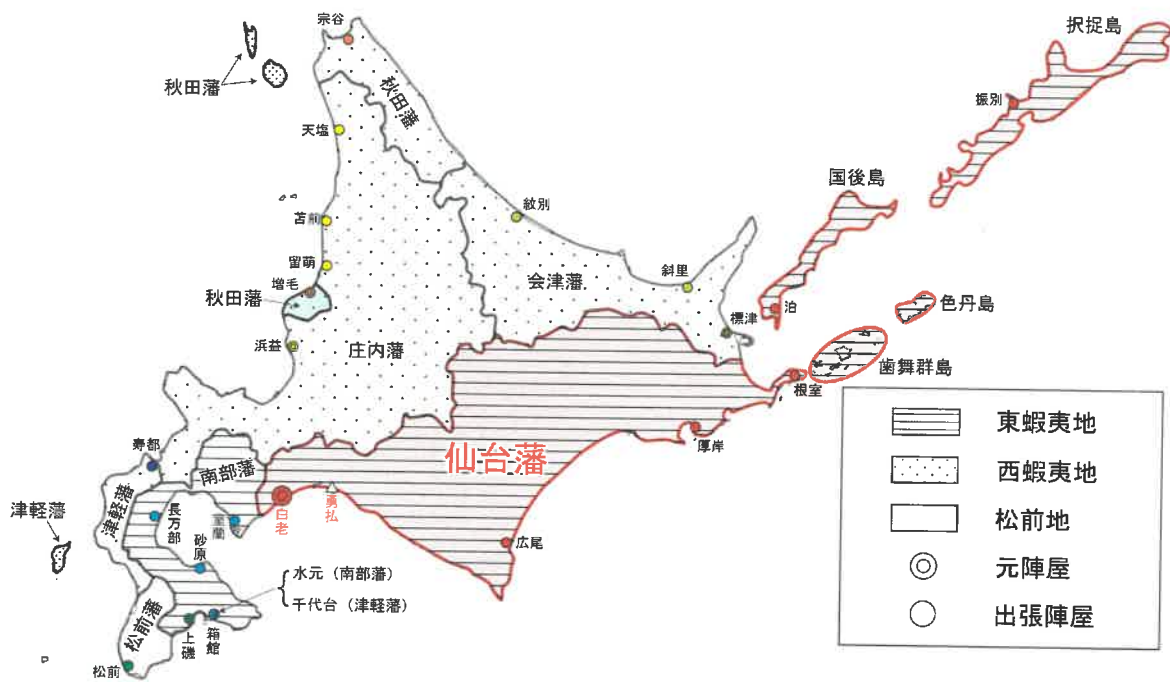 宗谷
秋田藩
秋田藩
天塩
択捉島
振別
国後島
苫前
紋別
留萌
増毛
秋田藩
会津藩
斜里
泊
標津
色丹島
浜益
庄内藩
歯舞群島
根室
仙台藩
厚岸
寿都
南部藩
津軽藩
津軽藩
長万部
室蘭
白老
勇払
砂原
広尾
水元(南部藩)
千代台(津軽藩)
松前藩
上磯
箱館
松前
東蝦夷地
西蝦夷地
松前地
元陣屋
出張陣屋